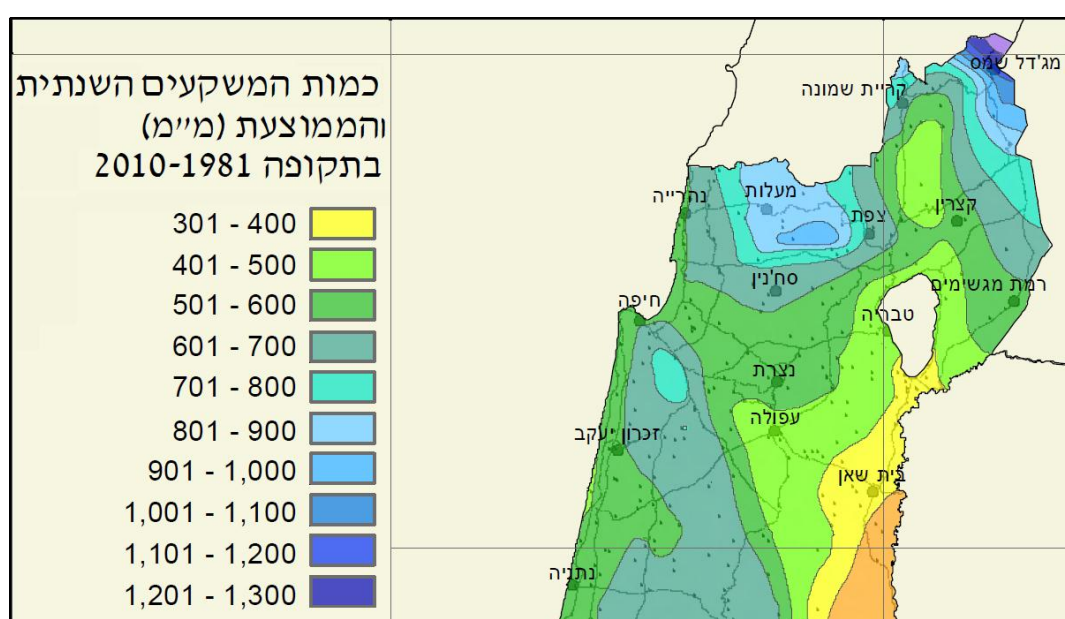 כמות המשקעים השנתית
והממוצעת (מ״מ)
בתקופה 2010-1981
301 - 400
401 - 500
501 - 600
601 - 700
701 - 800
801 - 900
901 - 1,000
1,001 - 1,100
1,101 - 1,200
1,201 - 1,300
מג'דל שמס
קריית שמונה
מעלות
נהרייה
צפת
קצרין
סח'נין
רמת מגשימים
חיפה
טבריה
נצרת
עפולה
זכרון יעקב
בית שאן
נתניה